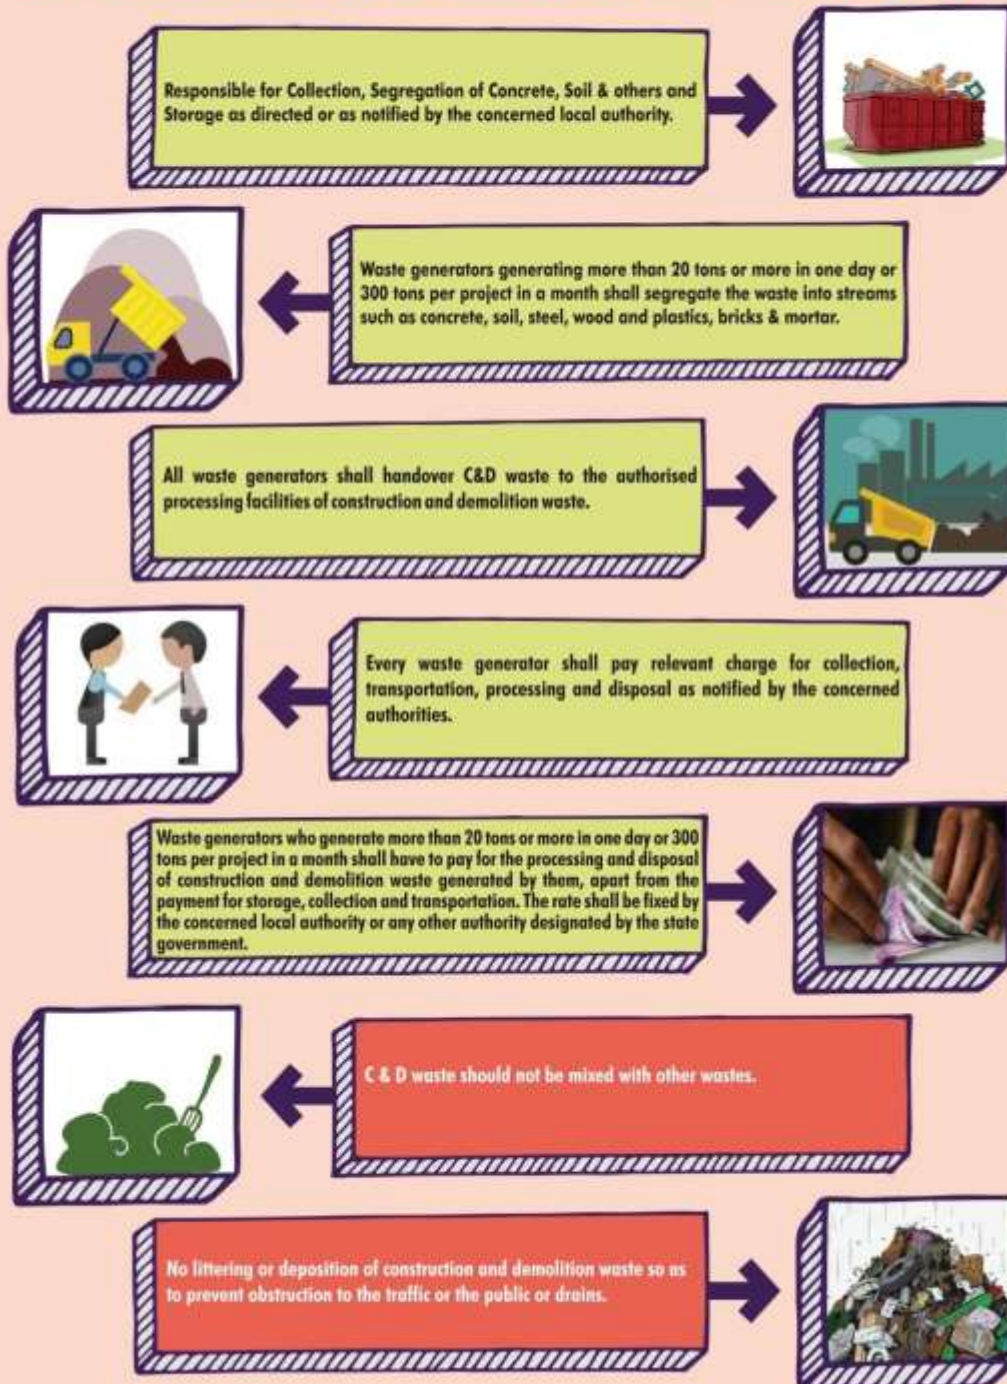 Responsible for Collection, Segregation of Concrete, Soil & others and
Storage as directed or as notified by the concerned local authority.
Waste generators generating more than 20 tons or more in one day or
300 tons per project in a month shall segregate the waste into streams
such as concrete, soil, steel, wood and plastics, bricks & mortar.
All waste generators shall handover C&D waste to the authorised
processing facilities of construction and demolition waste.
Every waste generator shall pay relevant charge for collection,
transportation, processing and disposal as notified by the concerned
authorities.
Waste generators who generate more than 20 tons or more in one day or 300
tons per project in a month shall have to pay for the processing and disposal
of construction and demolition waste generated by them, apart from the
payment for storage, collection and transportation. The rate shall be fixed by
the concerned local authority or any other authority designated by the state
government.
C & D waste should not be mixed with other wastes.
No littering or deposition of construction and demolition waste so as
to prevent obstruction to the traffic or the public or drains.